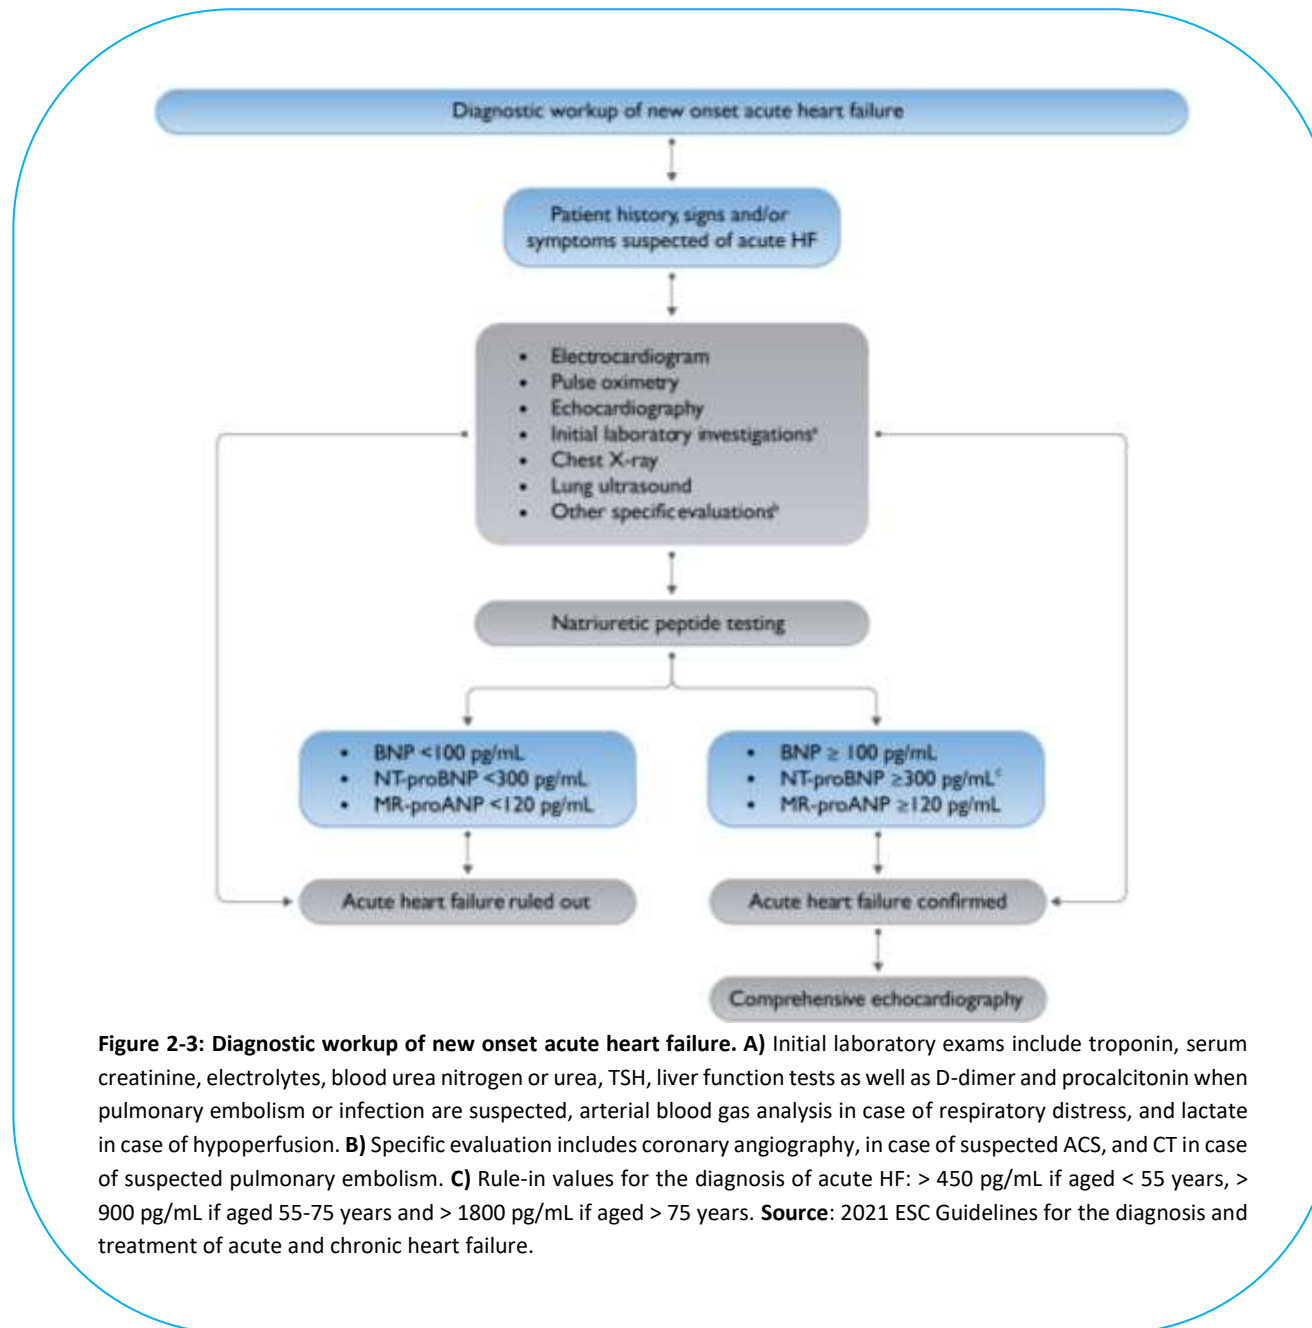 Diagnostic workup of new onset acute heart failure
Patient history, signs and/or
symptoms suspected of acute HF
• Electrocardiogram
• Pulse oximetry
• Echocardiography
• Initial laboratory investigationsᵃ
• Chest X-ray
• Lung ultrasound
• Other specific evaluationsᵇ
Natriuretic peptide testing
• BNP <100 pg/mL
• NT-proBNP <300 pg/mL
• MR-proANP <120 pg/mL
• BNP ≥ 100 pg/mL
• NT-proBNP ≥300 pg/mLᶜ
• MR-proANP ≥120 pg/mL
Acute heart failure ruled out
Acute heart failure confirmed
Comprehensive echocardiography
Figure 2-3: Diagnostic workup of new onset acute heart failure. A) Initial laboratory exams include troponin, serum
creatinine, electrolytes, blood urea nitrogen or urea, TSH, liver function tests as well as D-dimer and procalcitonin when
pulmonary embolism or infection are suspected, arterial blood gas analysis in case of respiratory distress, and lactate
in case of hypoperfusion. B) Specific evaluation includes coronary angiography, in case of suspected ACS, and CT in case
of suspected pulmonary embolism. C) Rule-in values for the diagnosis of acute HF: > 450 pg/mL if aged < 55 years, >
900 pg/mL if aged 55-75 years and > 1800 pg/mL if aged > 75 years. Source: 2021 ESC Guidelines for the diagnosis and
treatment of acute and chronic heart failure.